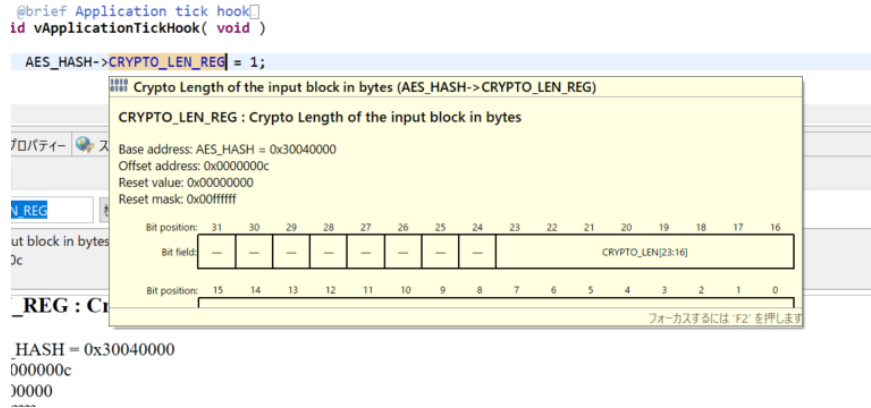 @brief Application tick hook
id vApplicationTickHook( void )
AES_HASH->CRYPTO_LEN_REG = 1;
Crypto Length of the input block in bytes (AES_HASH->CRYPTO_LEN_REG)
CRYPTO_LEN_REG : Crypto Length of the input block in bytes
Base address: AES_HASH = 0x30040000
Offset address: 0x0000000c
Reset value: 0x00000000
Reset mask: 0x00ffffff
Bit position: 31 30 29 28 27 26 25 24 23 22 21 20 19 18 17 16
Bit field: — — — — — — — — CRYPTO_LEN[23:16]
Bit position: 15 14 13 12 11 10 9 8 7 6 5 4 3 2 1 0
フォーカスするには 'F2' を押します
プロパティー ス
N_REG
ut block in bytes
0c
_REG : Cr
_HASH = 0x30040000
000000c
00000